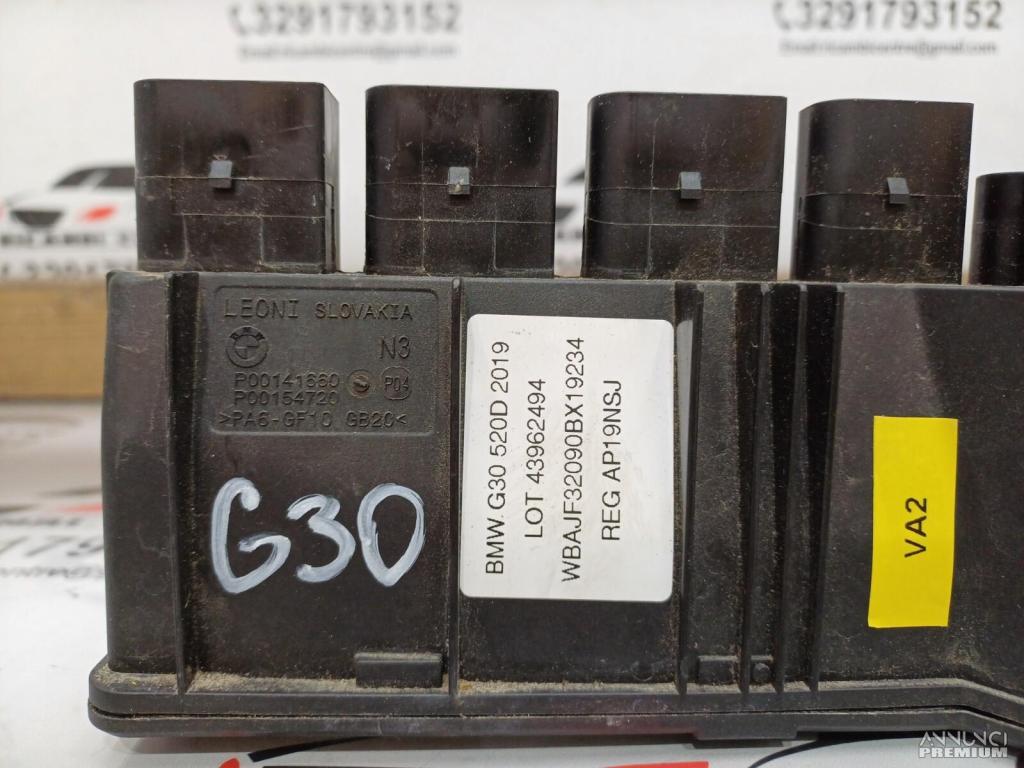 3291793152
3291793152
LEONI SLOVAKIA
N3
P00141660
P04
P00154720
>PA6-GF10 GB20<
G30
BMW. G30 520D 2019
LOT 43962494
WBAJF32090BX19234
REG AP19NSJ
VA2
ANNUNCI
PREMIUM